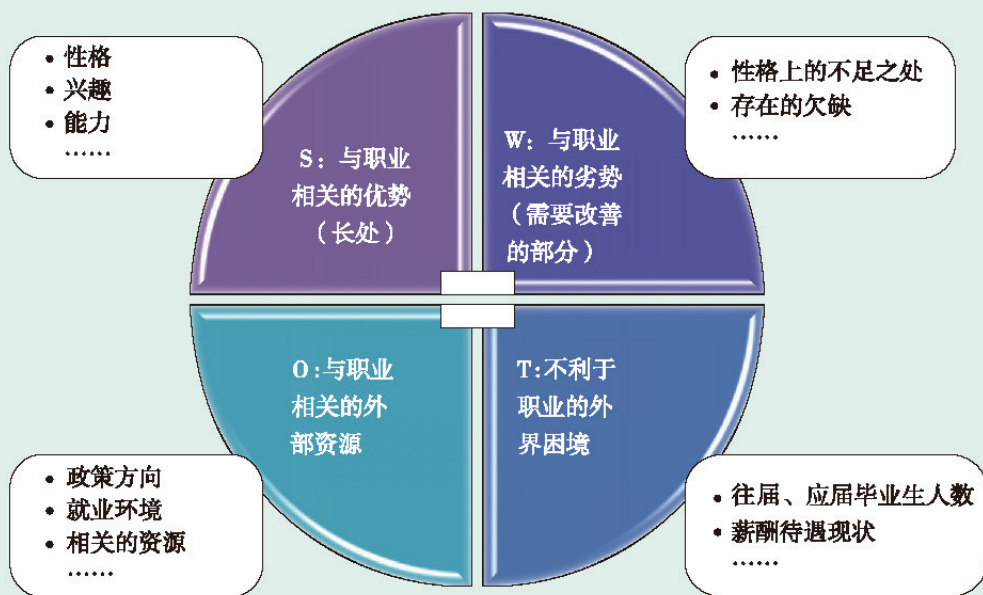 • 性格
• 兴趣
• 能力
……
S: 与职业
相关的优势
（长处）
W: 与职业
相关的劣势
（需要改善
的部分）
• 性格上的不足之处
• 存在的欠缺
……
O:与职业
相关的外
部资源
T:不利于
职业的外
界困境
• 政策方向
• 就业环境
• 相关的资源
……
• 往届、应届毕业生人数
• 薪酬待遇现状
……